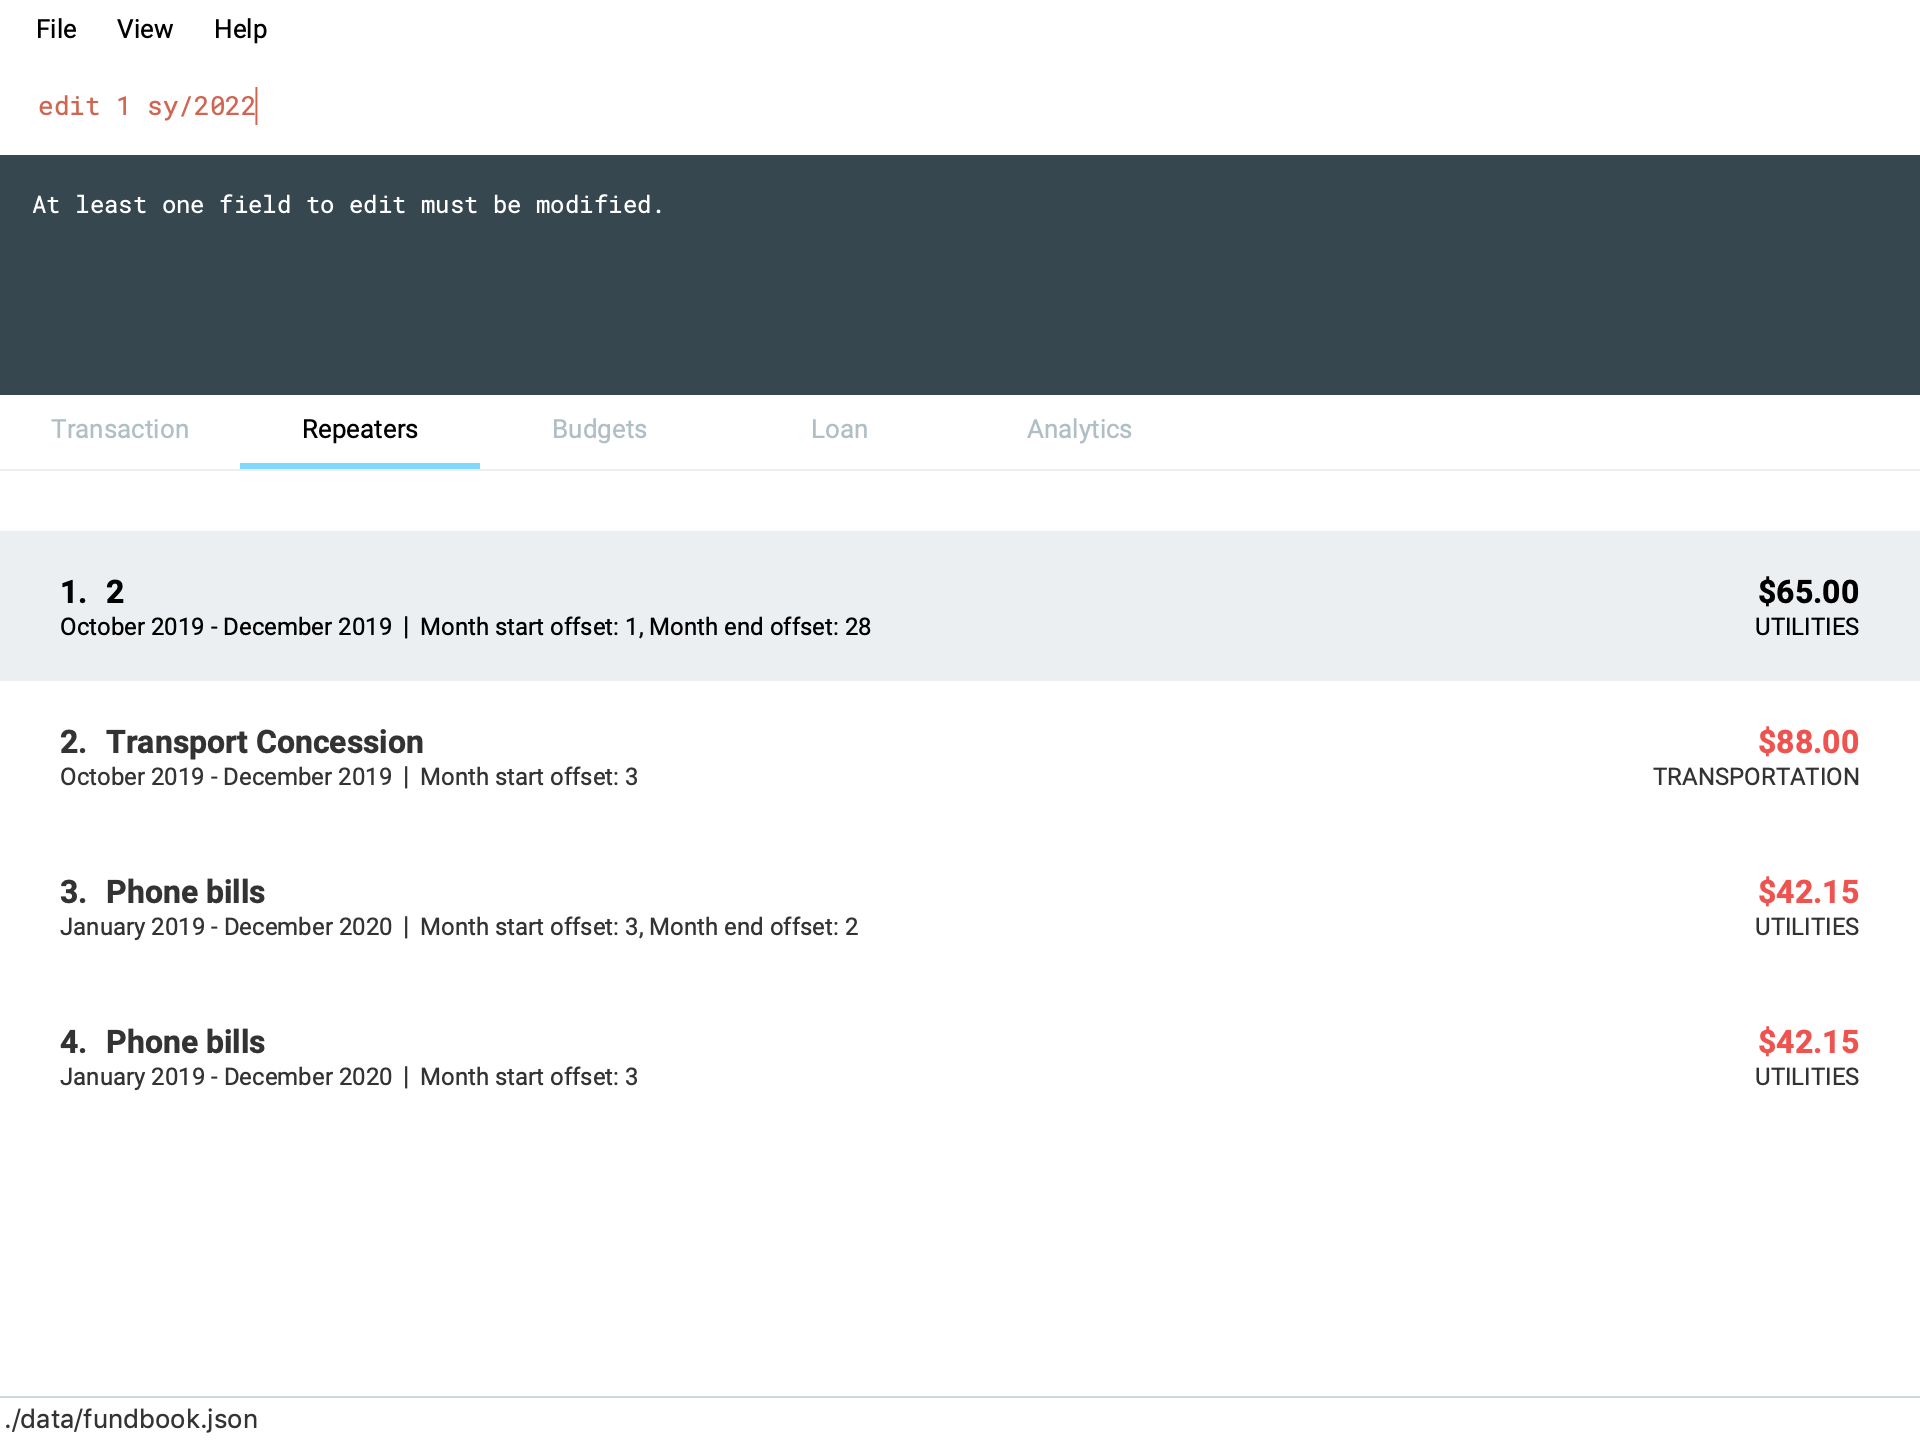 File View Help
edit 1 sy/2022
At least one field to edit must be modified.
Transaction Repeaters Budgets Loan Analytics
1. 2 $65.00
October 2019 - December 2019 | Month start offset: 1, Month end offset: 28 UTILITIES
2. Transport Concession $88.00
October 2019 - December 2019 | Month start offset: 3 TRANSPORTATION
3. Phone bills $42.15
January 2019 - December 2020 | Month start offset: 3, Month end offset: 2 UTILITIES
4. Phone bills $42.15
January 2019 - December 2020 | Month start offset: 3 UTILITIES
./data/fundbook.json